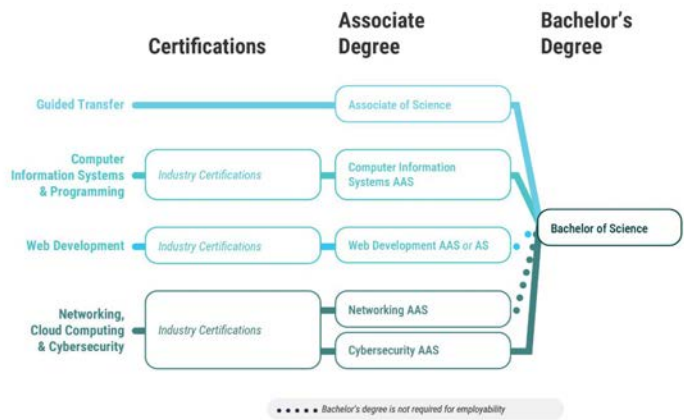 Certifications
Associate
Degree
Bachelor's
Degree
Guided Transfer
Associate of Science
Computer
Information Systems
& Programming
Industry Certifications
Computer Information
Systems AAS
Web Development
Industry Certifications
Web Development AAS or AS
Bachelor of Science
Networking,
Cloud Computing
& Cybersecurity
Industry Certifications
Networking AAS
Cybersecurity AAS
Bachelor's degree is not required for employability